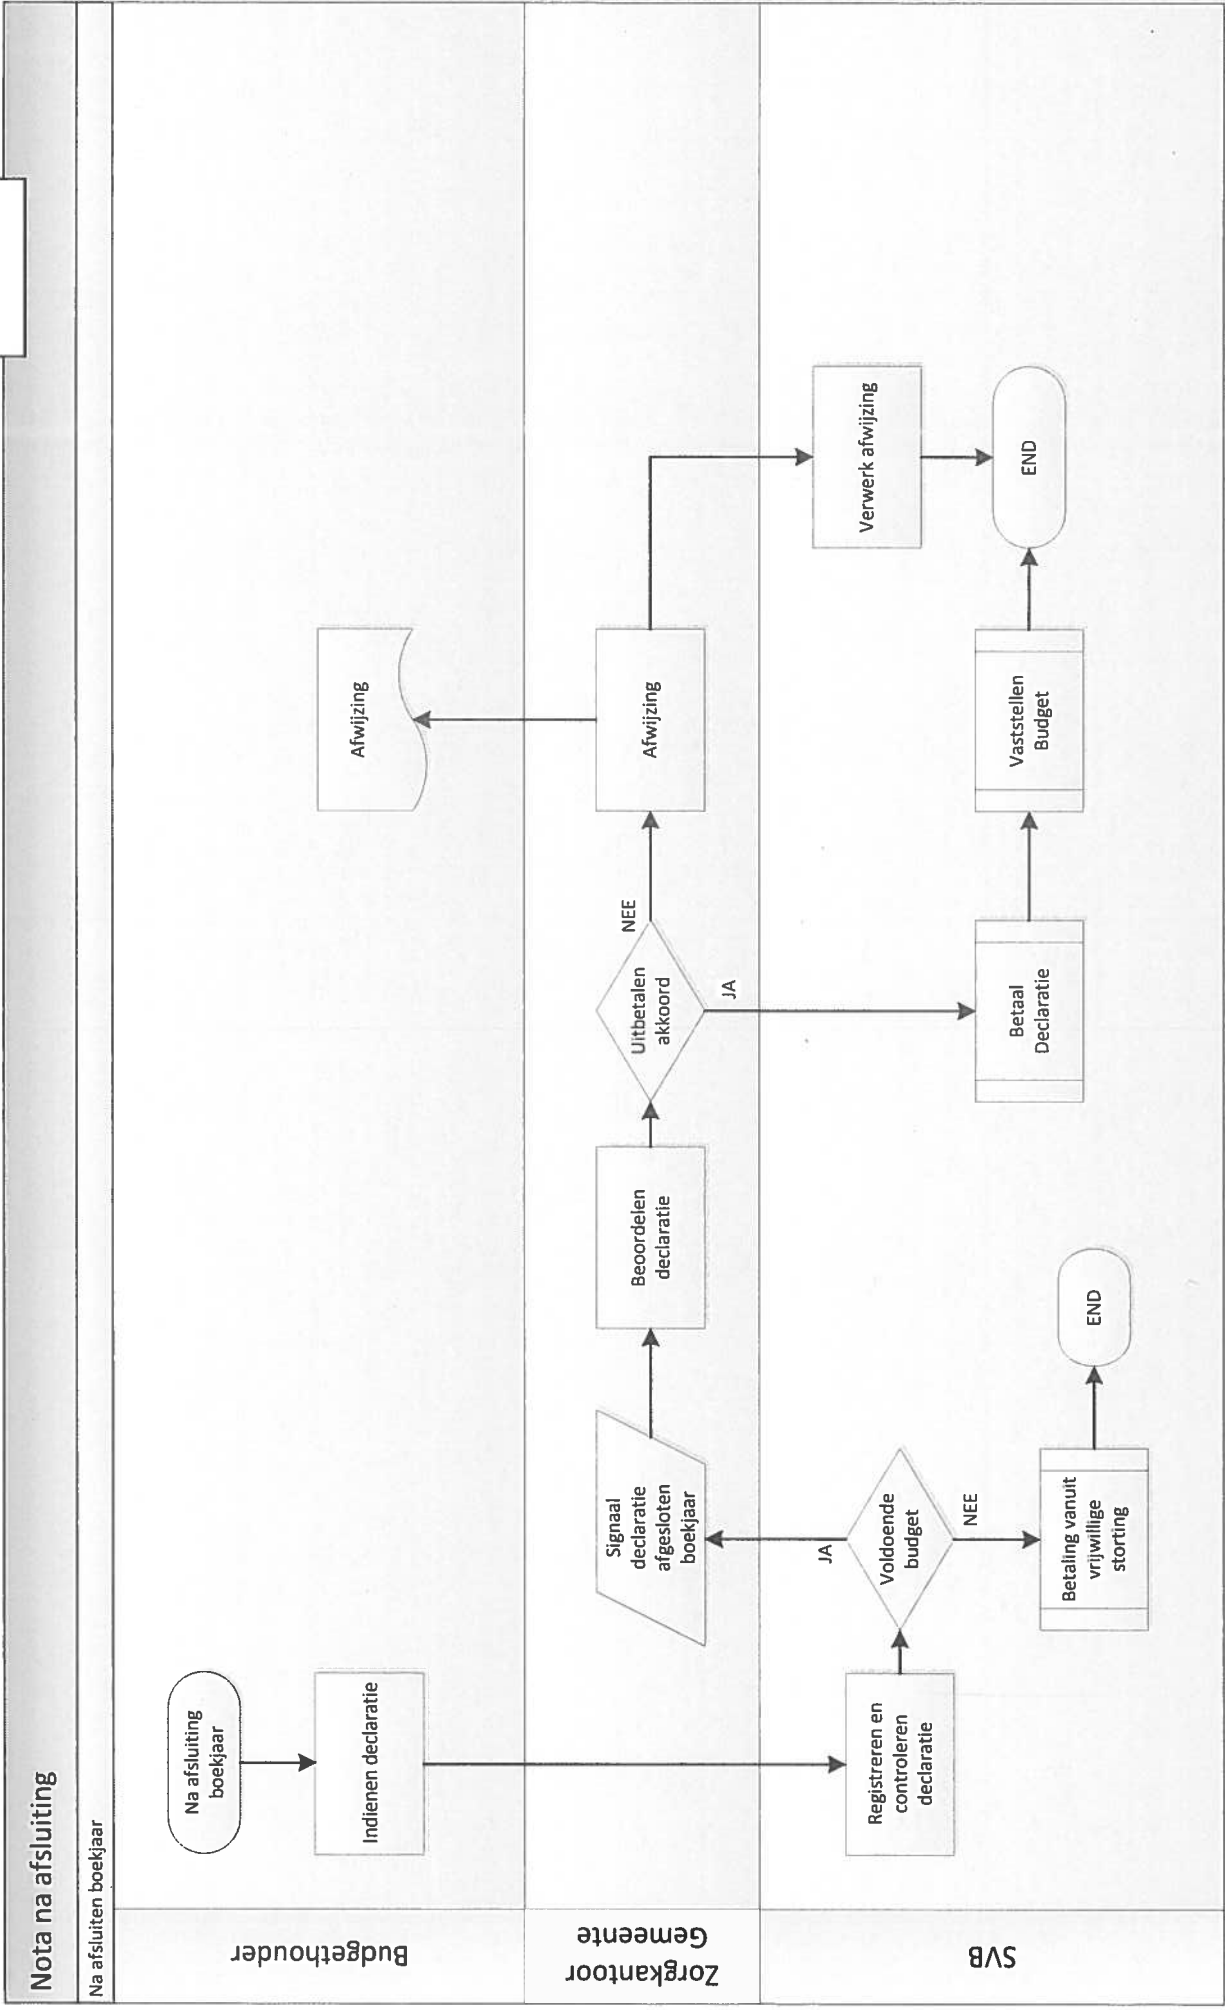 Nota na afsluiting
Na afsluiten boekjaar
Budgethouder
Na afsluiting
boekjaar
Indienen declaratie
Afwijzing
Zorgkantoor
Gemeente
Signaal
declaratie
afgesloten
boekjaar
Beoordelen
declaratie
Uitbetalen
akkoord
NEE
JA
Afwijzing
SVB
Registreren en
controleren
declaratie
Voldoende
budget
JA
NEE
Betaling vanuit
vrijwillige
storting
END
Betaal
Declaratie
Vaststellen
Budget
Verwerk afwijzing
END